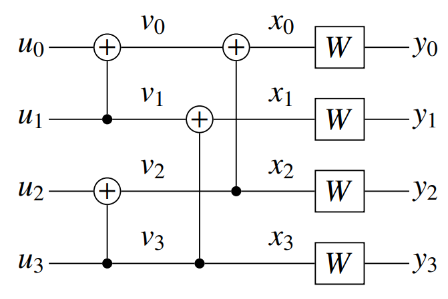 u0 + v0 + x0 W y0
u1 v1 + x1 W y1
u2 + v2 x2 W y2
u3 v3 x3 W y3